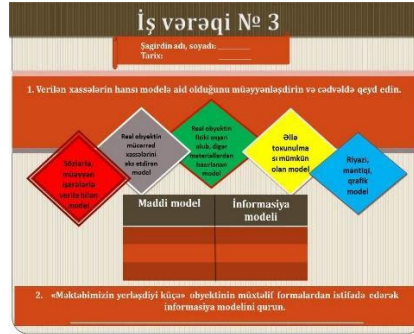 İş vərəqi № 3
Şagirdin adı, soyadı: ________
Tarix: ________
1. Verilən xassələrin hansı modelə aid olduğunu müəyyənləşdirin və cədvəldə qeyd edin.
Sözlərlə,
müəyyən
işarələrlə
verilə bilən
model
Real obyektin
mücərrəd
xassələrini
əks etdirən
model
Real obyektin
fiziki oxşarı
olub, digər
materiallardan
hazırlanan
model
Əllə
toxunulma
sı mümkün
olan model
Riyazi,
məntiqi,
qrafik
model
Maddi model
İnformasiya
modeli
2. «Məktəbimizin yerləşdiyi küçə» obyektinin müxtəlif formalardan istifadə edərək
informasiya modelini qurun.